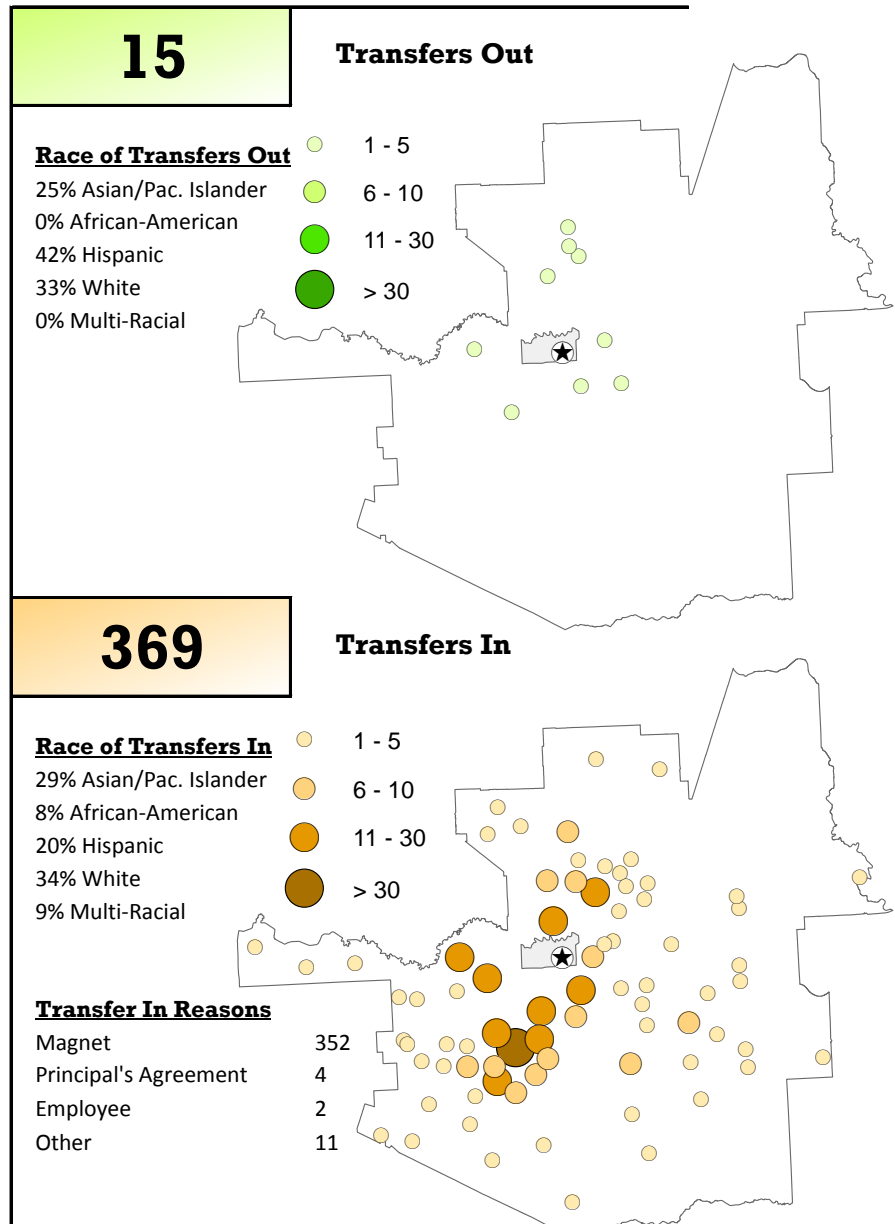 15
Transfers Out
Race of Transfers Out
25% Asian/Pac. Islander
0% African-American
42% Hispanic
33% White
0% Multi-Racial
1 - 5
6 - 10
11 - 30
> 30
369
Transfers In
Race of Transfers In
29% Asian/Pac. Islander
8% African-American
20% Hispanic
34% White
9% Multi-Racial
1 - 5
6 - 10
11 - 30
> 30
Transfer In Reasons
Magnet 352
Principal's Agreement 4
Employee 2
Other 11